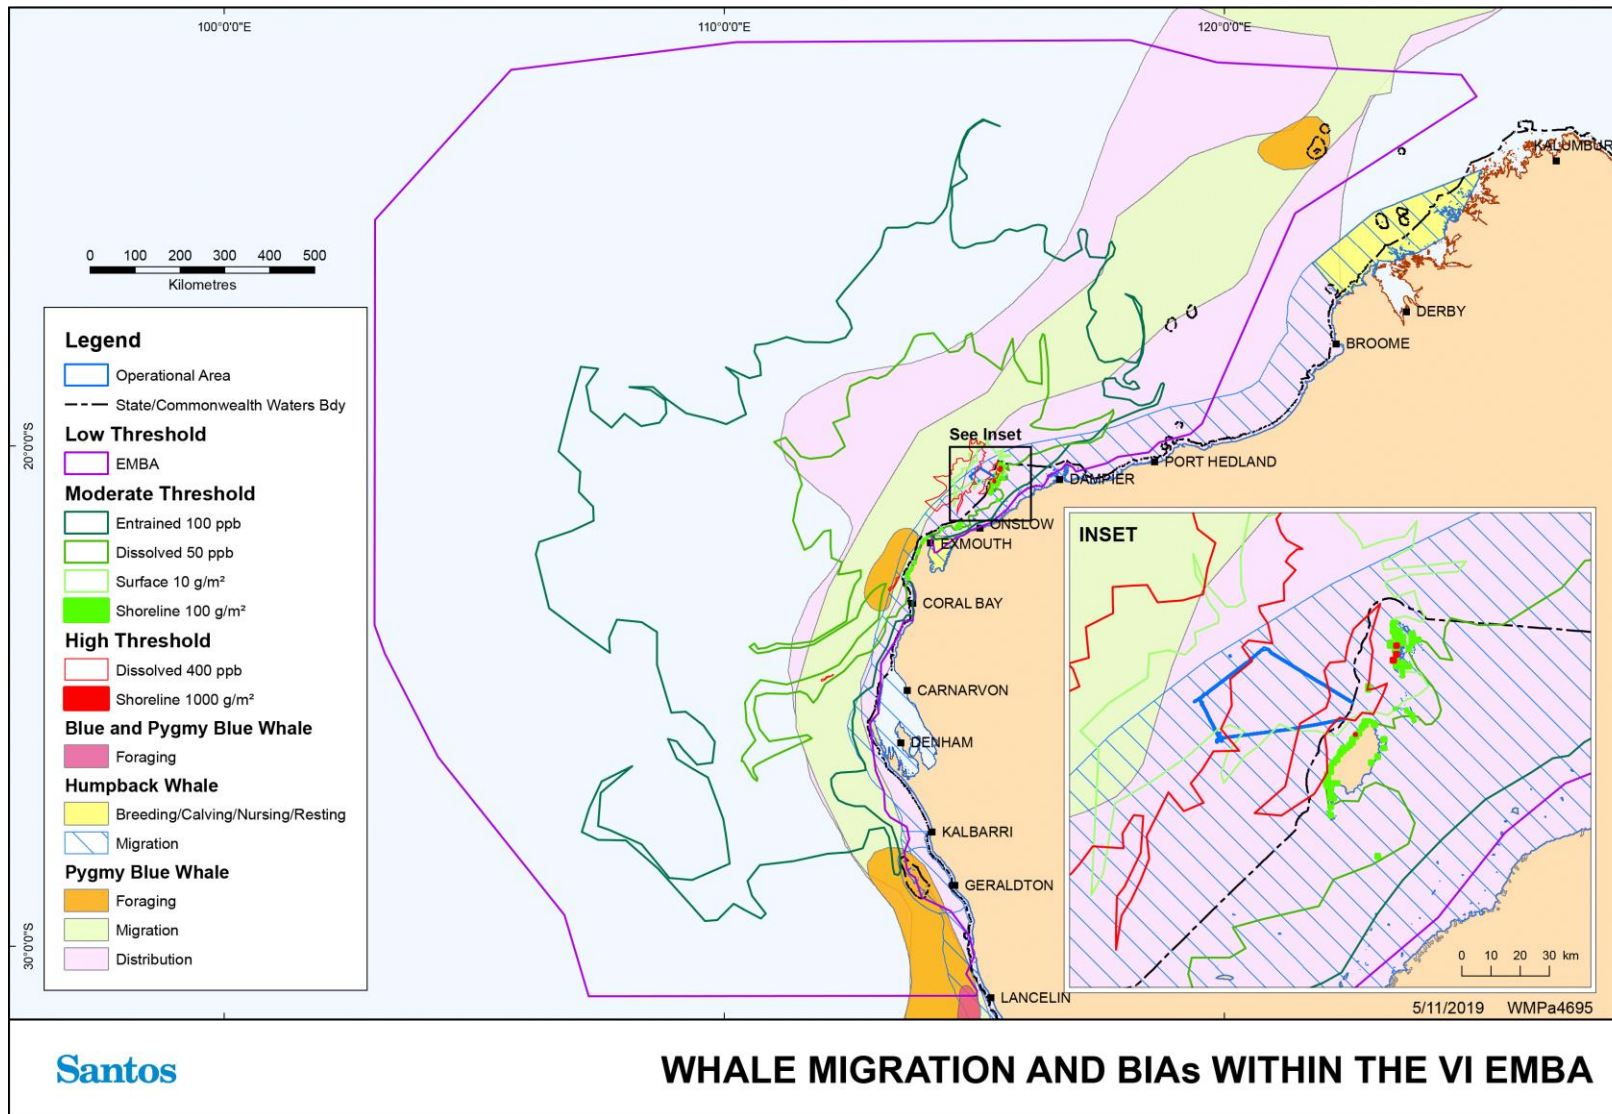 100°0'0"E
110°0'0"E
120°0'0"E
KALUMBUR
0 100 200 300 400 500
Kilometres
DERBY
BROOME
Legend
Operational Area
State/Commonwealth Waters Bdy
Low Threshold
EMBA
Moderate Threshold
Entrained 100 ppb
Dissolved 50 ppb
Surface 10 g/m²
Shoreline 100 g/m²
High Threshold
Dissolved 400 ppb
Shoreline 1000 g/m²
Blue and Pygmy Blue Whale
Foraging
Humpback Whale
Breeding/Calving/Nursing/Resting
Migration
Pygmy Blue Whale
Foraging
Migration
Distribution
20°0'0"S
30°0'0"S
See Inset
PORT HEDLAND
DAMPIER
ONSLOW
EXMOUTH
CORAL BAY
CARNARVON
DENHAM
KALBARRI
GERALDTON
LANCELIN
INSET
0 10 20 30 km
5/11/2019 WMPa4695
Santos
WHALE MIGRATION AND BIAs WITHIN THE VI EMBA